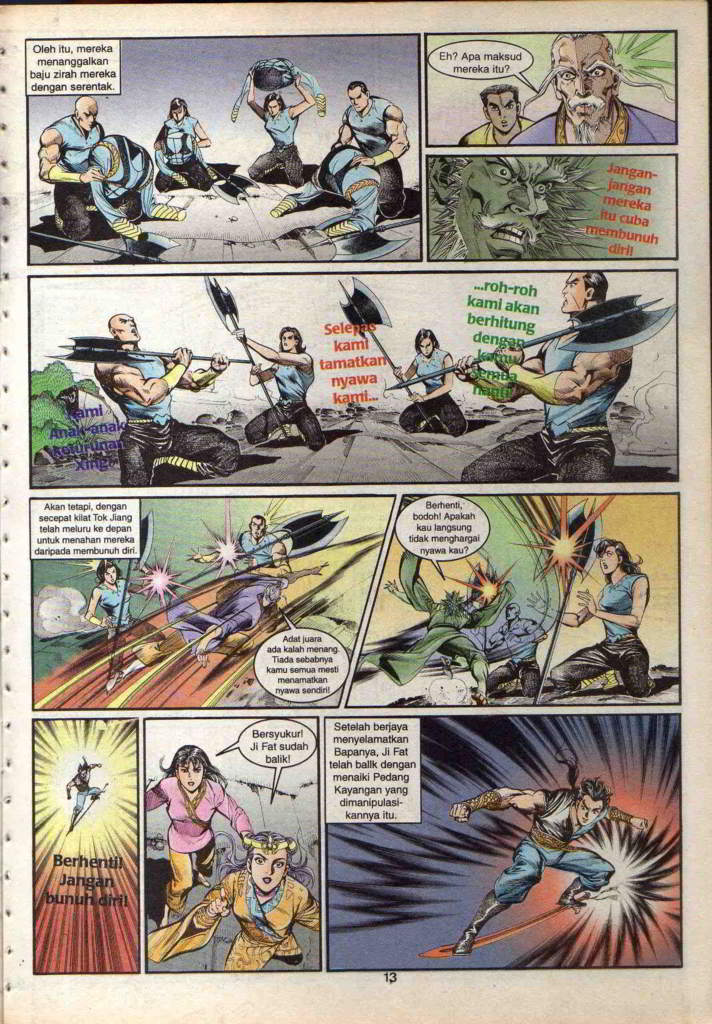 Oleh itu, mereka
menanggalkan
baju zirah mereka
dengan serentak.
Eh? Apa maksud
mereka itu?
Jangan-
jangan
mereka
itu cuba
membunuh
diri!
Kami
Anak-anak
keturunan
Xing!
Selepas
kami
tamatkan
nyawa
kami...
...roh-roh
kami akan
berhitung
dengan
kamu
semba
nanti!
Akan tetapi, dengan
secepat kilat Tok Jiang
telah meluru ke depan
untuk menahan mereka
daripada membunuh diri.
Adat juara
ada kalah menang.
Tiada sebabnya
kamu semua mesti
menamatkan
nyawa sendiri!
Berhenti,
bodoh! Apakah
kau langsung
tidak menghargai
nyawa kau?
Berhenti!
Jangan
bunuh diri!
Bersyukur!
Ji Fat sudah
balik!
Setelah berjaya
menyelamatkan
Bapanya, Ji Fat
telah balik dengan
menaiki Pedang
Kayangan yang
dimanipulasi-
kannya itu.
13